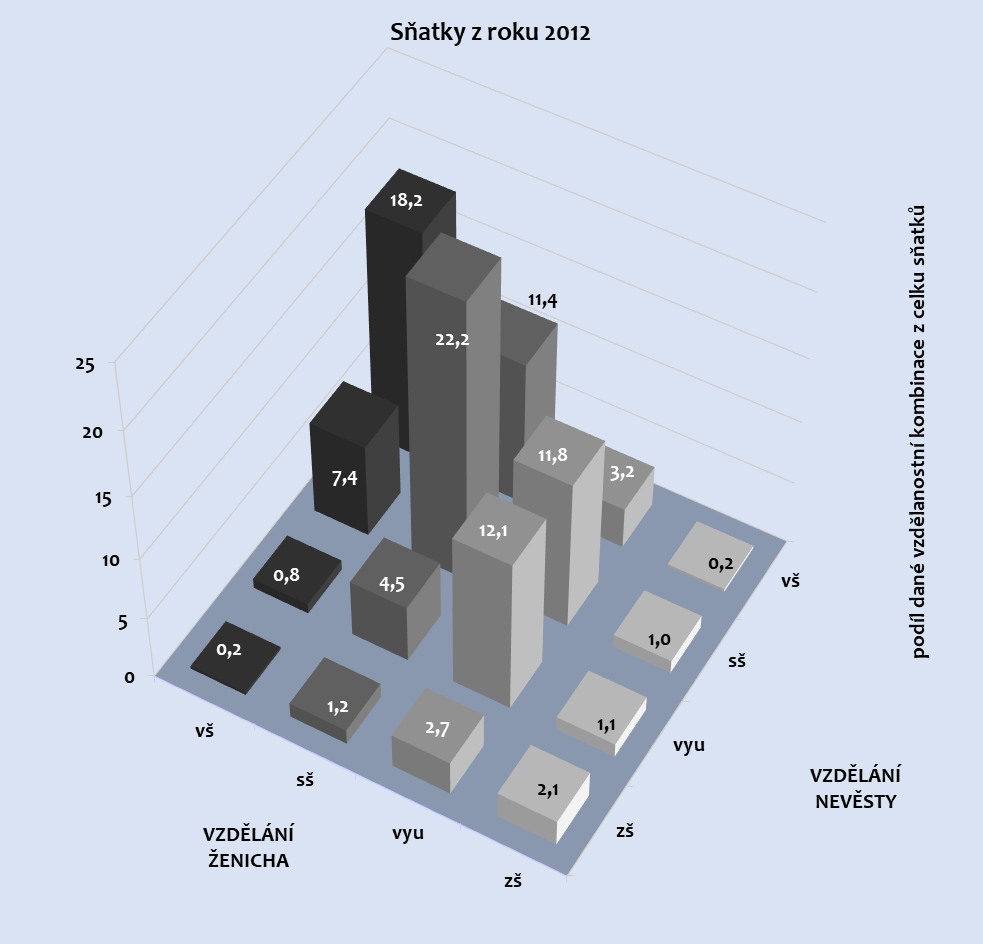 Sňatky z roku 2012
18,2
11,4
22,2
7,4
11,8
3,2
12,1
0,2
0,8
4,5
1,0
0,2
1,2
2,7
1,1
2,1
25
20
15
10
5
0
vš
sš
vyu
zš
VZDĚLÁNÍ
ŽENICHA
zš
vyu
sš
vš
VZDĚLÁNÍ
NEVĚSTY
podíl dané vzdělanostní kombinace z celku sňatků